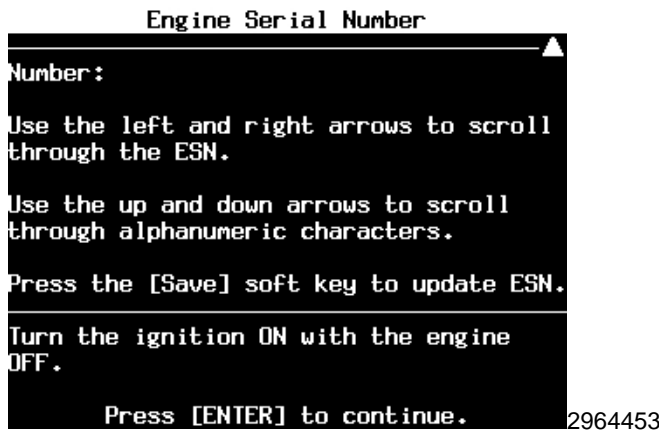 Engine Serial Number
Number:
Use the left and right arrows to scroll
through the ESN.
Use the up and down arrows to scroll
through alphanumeric characters.
Press the [Save] soft key to update ESN.
Turn the ignition ON with the engine
OFF.
Press [ENTER] to continue.
2964453